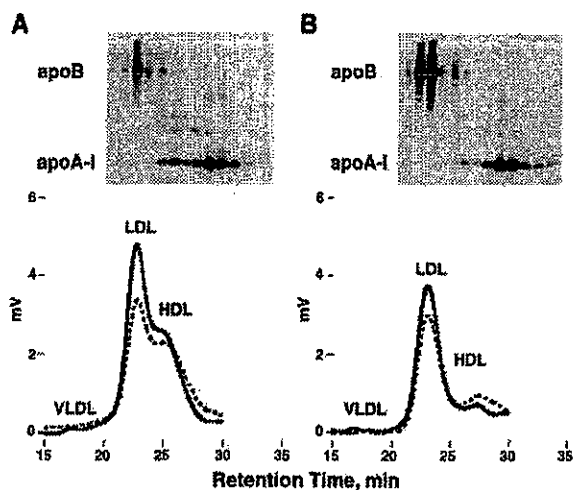 A
B
apoB
apoB
apoA-I
apoA-I
6
6
LDL
LDL
4
4
mV
HDL
mV
HDL
2
2
VLDL
VLDL
0
0
15 20 25 30 35
15 20 25 30 35
Retention Time, min